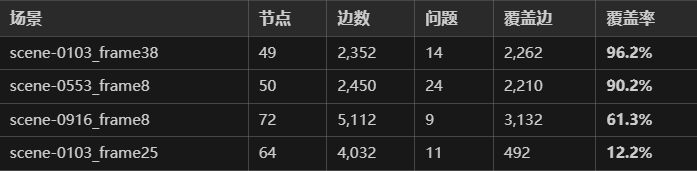 场景 节点 边数 问题 覆盖边 覆盖率
scene-0103_frame38 49 2,352 14 2,262 96.2%
scene-0553_frame8 50 2,450 24 2,210 90.2%
scene-0916_frame8 72 5,112 9 3,132 61.3%
scene-0103_frame25 64 4,032 11 492 12.2%